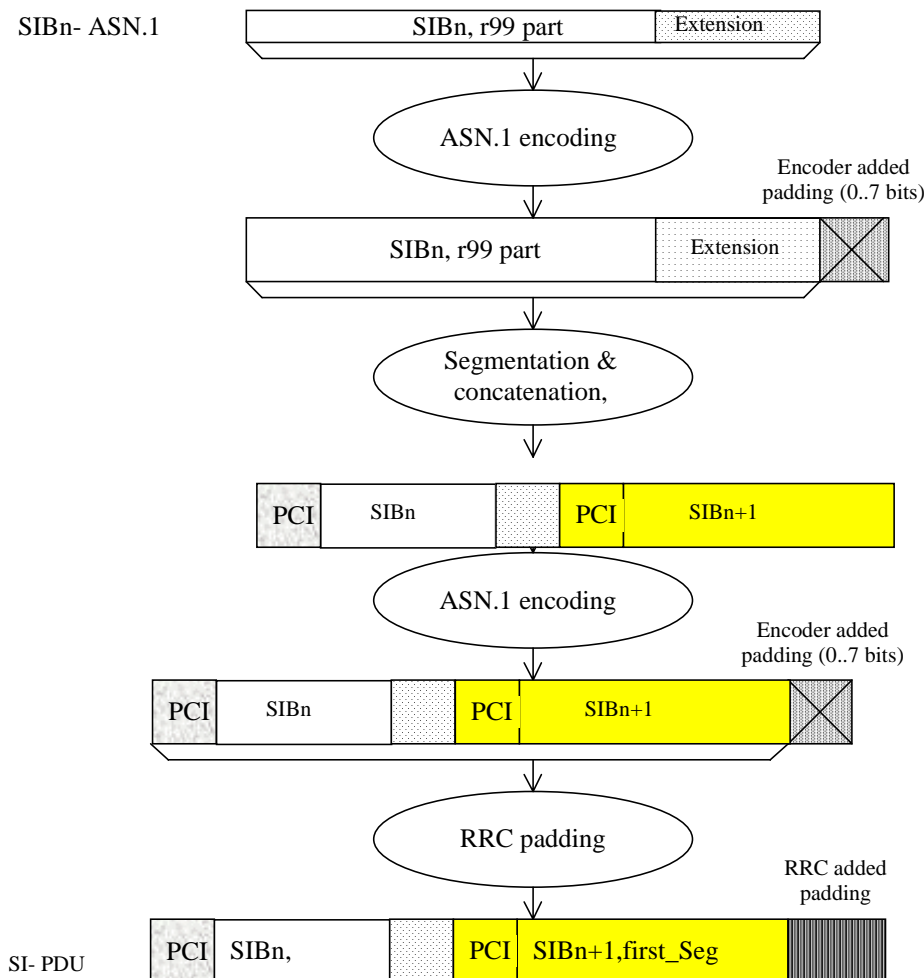 SIBn- ASN.1
SIBn, r99 part
Extension
ASN.1 encoding
Encoder added
padding (0..7 bits)
SIBn, r99 part
Extension
Segmentation &
concatenation,
PCI
SIBn
PCI
SIBn+1
ASN.1 encoding
Encoder added
padding (0..7 bits)
PCI
SIBn
PCI
SIBn+1
RRC padding
RRC added
padding
SI- PDU
PCI
SIBn,
PCI
SIBn+1,first_Seg